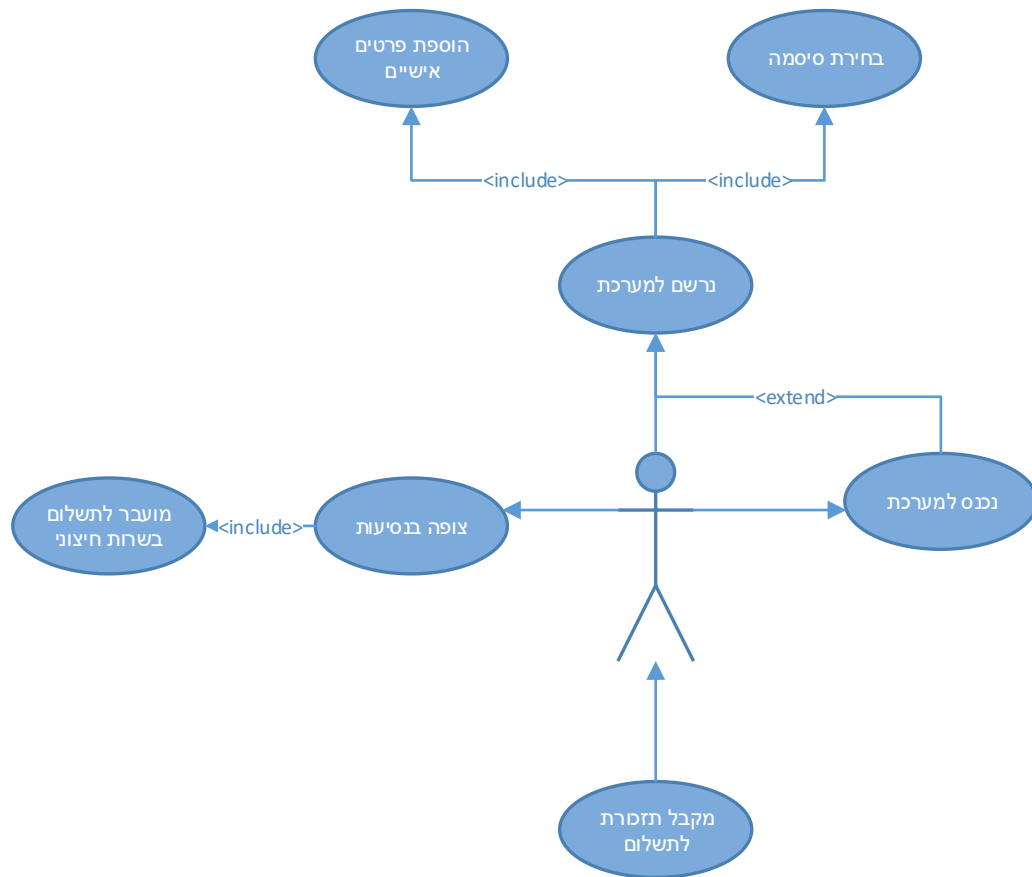 הוספת פרטים
אישיים
בחירת סיסמה
<include>
<include>
נרשם למערכת
<extend>
נכנס למערכת
צופה בנסיעות
<include>
מועבר לתשלום
בשרות חיצוני
מקבל תזכורת
לתשלום